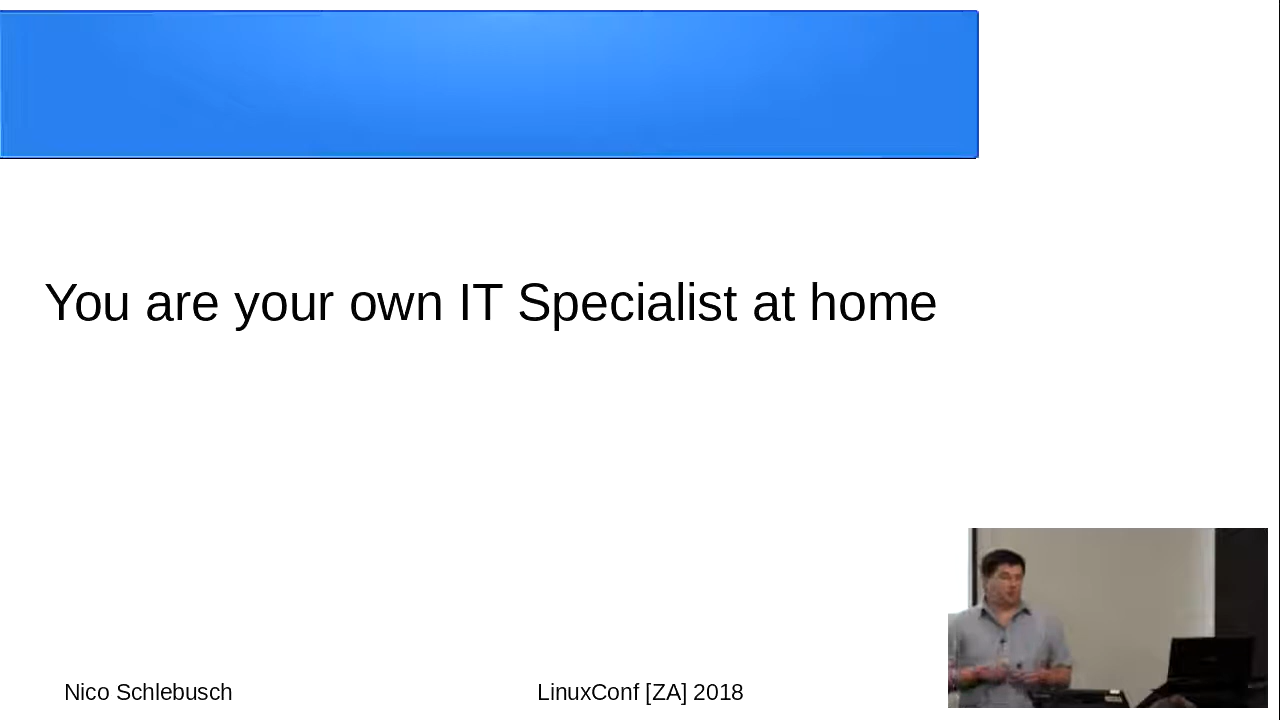 You are your own IT Specialist at home
Nico Schlebusch
LinuxConf [ZA] 2018